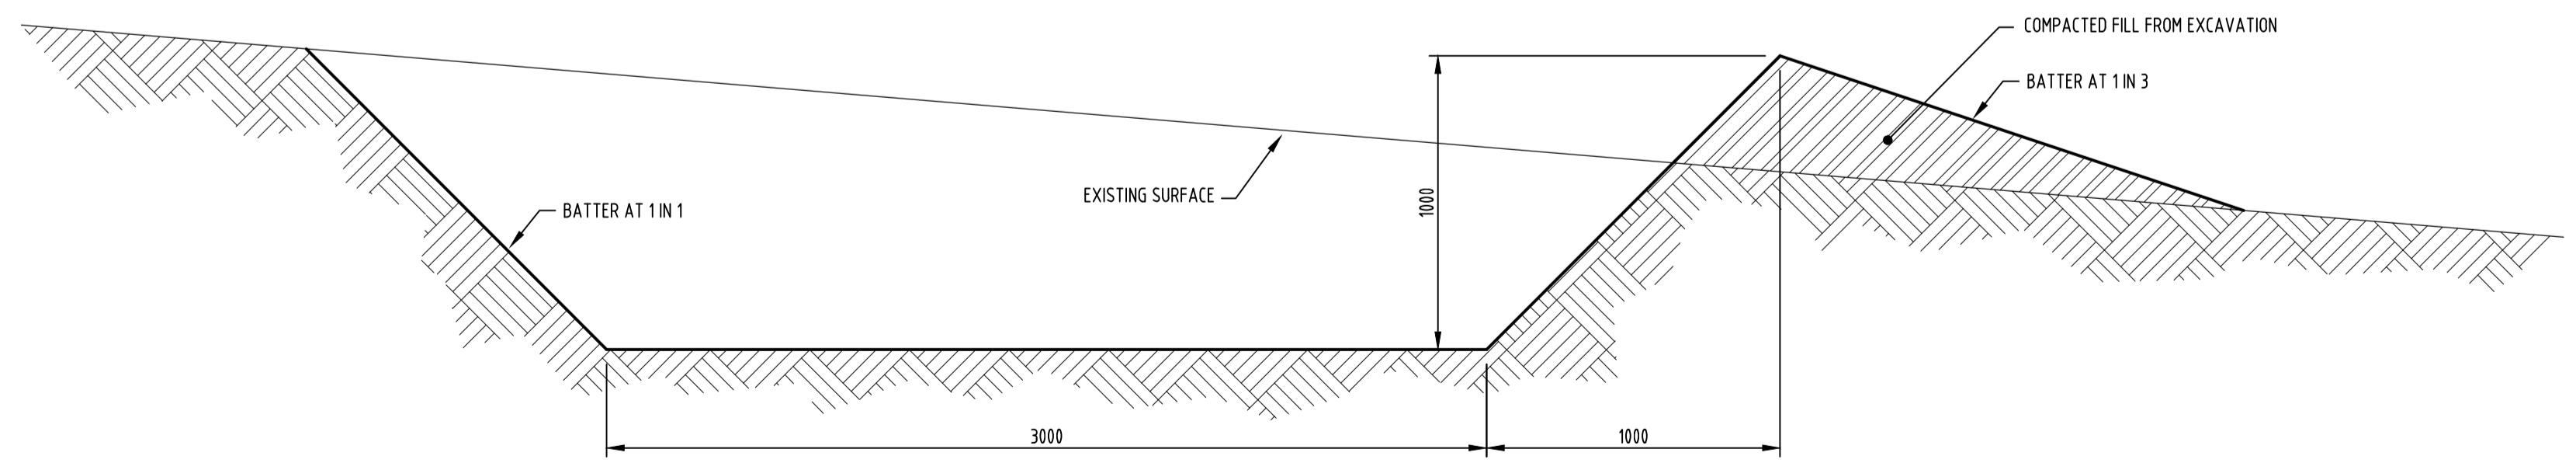 COMPACTED FILL FROM EXCAVATION
BATTER AT 1 IN 3
EXISTING SURFACE
1000
BATTER AT 1 IN 1
3000
1000